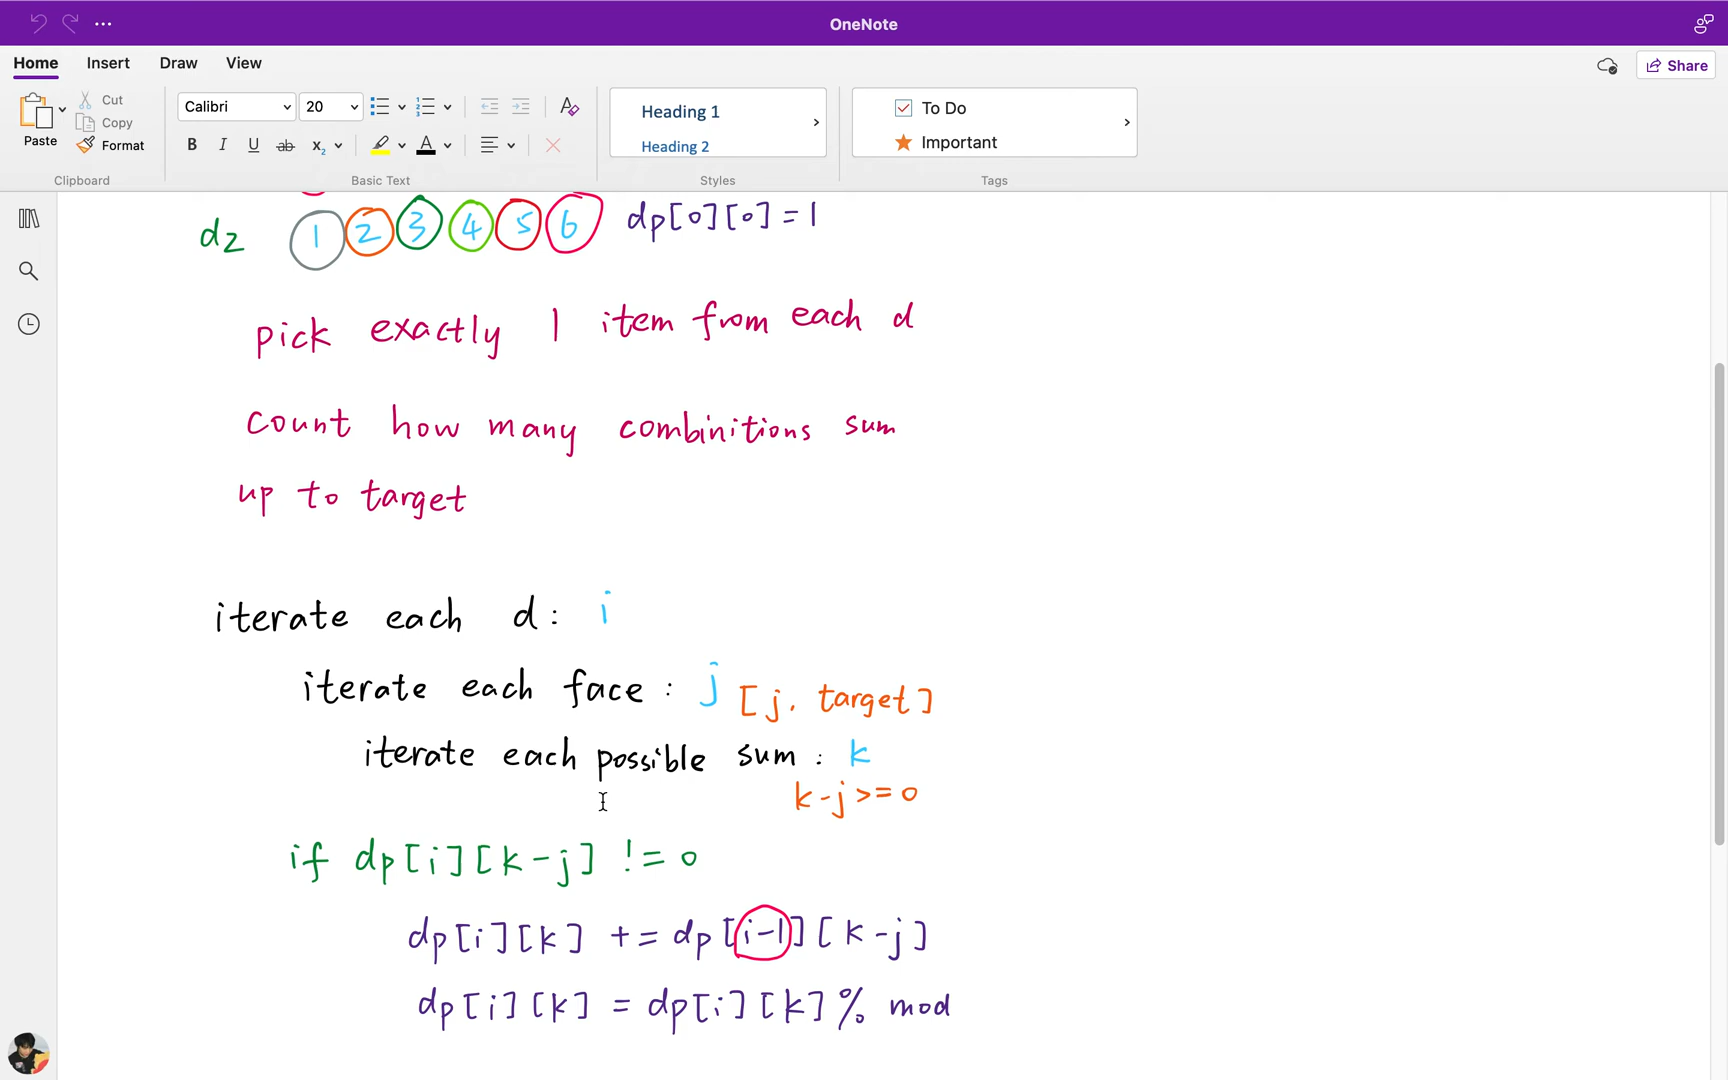 OneNote
Home Insert Draw View Share
Paste
Cut
Copy
Format
Clipboard
Calibri 20
B I U ab x₂ A
Basic Text
Heading 1
Heading 2
Styles
To Do
Important
Tags
d2 1 2 3 4 5 6 dp[0][0] = 1
pick exactly 1 item from each d
count how many combinitions sum
up to target
iterate each d: i
iterate each face : j [j, target]
iterate each possible sum : k
k-j>=0
if dp[i][k-j] != 0
dp[i][k] += dp[i-1][k-j]
dp[i][k] = dp[i][k] % mod